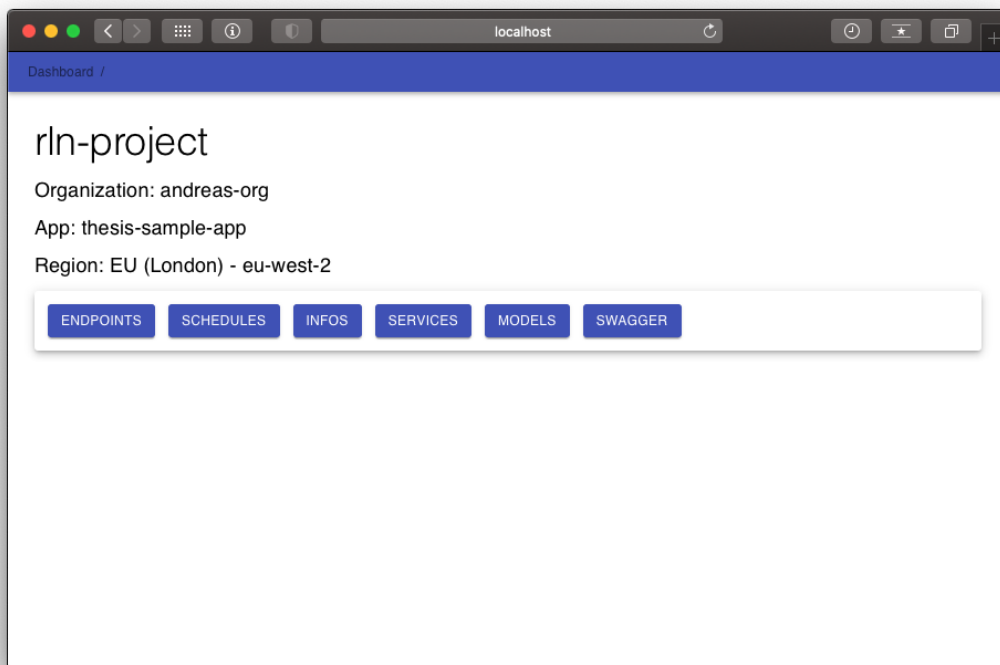 localhost
Dashboard /
rln-project
Organization: andreas-org
App: thesis-sample-app
Region: EU (London) - eu-west-2
ENDPOINTS SCHEDULES INFOS SERVICES MODELS SWAGGER